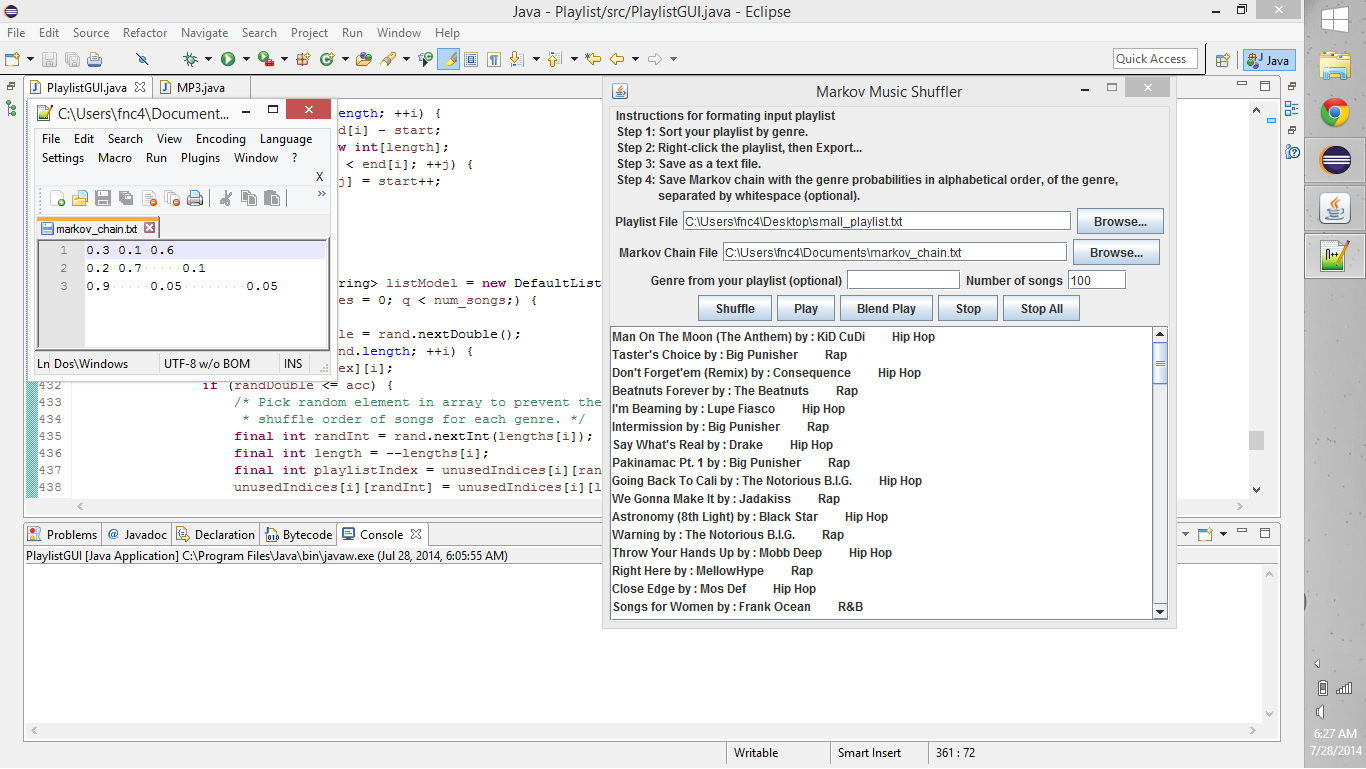 Java - Playlist/src/PlaylistGUI.java - Eclipse
File Edit Source Refactor Navigate Search Project Run Window Help
Quick Access
Java
PlaylistGUI.java
MP3.java
C:\Users\fnc4\Document...
File Edit Search View Encoding Language
Settings Macro Run Plugins Window ?
X
»
markov_chain.txt
1 0.3 0.1 0.6
2 0.2 0.7 0.1
3 0.9 0.05 0.05
Ln Dos\Windows UTF-8 w/o BOM INS
ength; ++i) {
d[i] - start;
w int[length];
< end[i]; ++j) {
j] = start++;
ring> listModel = new DefaultList
es = 0; q < num_songs;) {
le = rand.nextDouble();
nd.length; ++i) {
ex][i];
432 if (randDouble <= acc) {
433 /* Pick random element in array to prevent the
434 * shuffle order of songs for each genre. */
435 final int randInt = rand.nextInt(lengths[i]);
436 final int length = --lengths[i];
437 final int playlistIndex = unusedIndices[i][ran
438 unusedIndices[i][randInt] = unusedIndices[i][l
Markov Music Shuffler
Instructions for formating input playlist
Step 1: Sort your playlist by genre.
Step 2: Right-click the playlist, then Export...
Step 3: Save as a text file.
Step 4: Save Markov chain with the genre probabilities in alphabetical order, of the genre,
separated by whitespace (optional).
Playlist File C:\Users\fnc4\Desktop\small_playlist.txt Browse...
Markov Chain File C:\Users\fnc4\Documents\markov_chain.txt Browse...
Genre from your playlist (optional) Number of songs 100
Shuffle Play Blend Play Stop Stop All
Man On The Moon (The Anthem) by : KiD CuDi Hip Hop
Taster's Choice by : Big Punisher Rap
Don't Forget'em (Remix) by : Consequence Hip Hop
Beatnuts Forever by : The Beatnuts Rap
I'm Beaming by : Lupe Fiasco Hip Hop
Intermission by : Big Punisher Rap
Say What's Real by : Drake Hip Hop
Pakinamac Pt. 1 by : Big Punisher Rap
Going Back To Cali by : The Notorious B.I.G. Hip Hop
We Gonna Make It by : Jadakiss Rap
Astronomy (8th Light) by : Black Star Hip Hop
Warning by : The Notorious B.I.G. Rap
Throw Your Hands Up by : Mobb Deep Hip Hop
Right Here by : MellowHype Rap
Close Edge by : Mos Def Hip Hop
Songs for Women by : Frank Ocean R&B
Problems @ Javadoc Declaration Bytecode Console
PlaylistGUI [Java Application] C:\Program Files\Java\bin\javaw.exe (Jul 28, 2014, 6:05:55 AM)
Writable Smart Insert 361 : 72
6:27 AM
7/28/2014